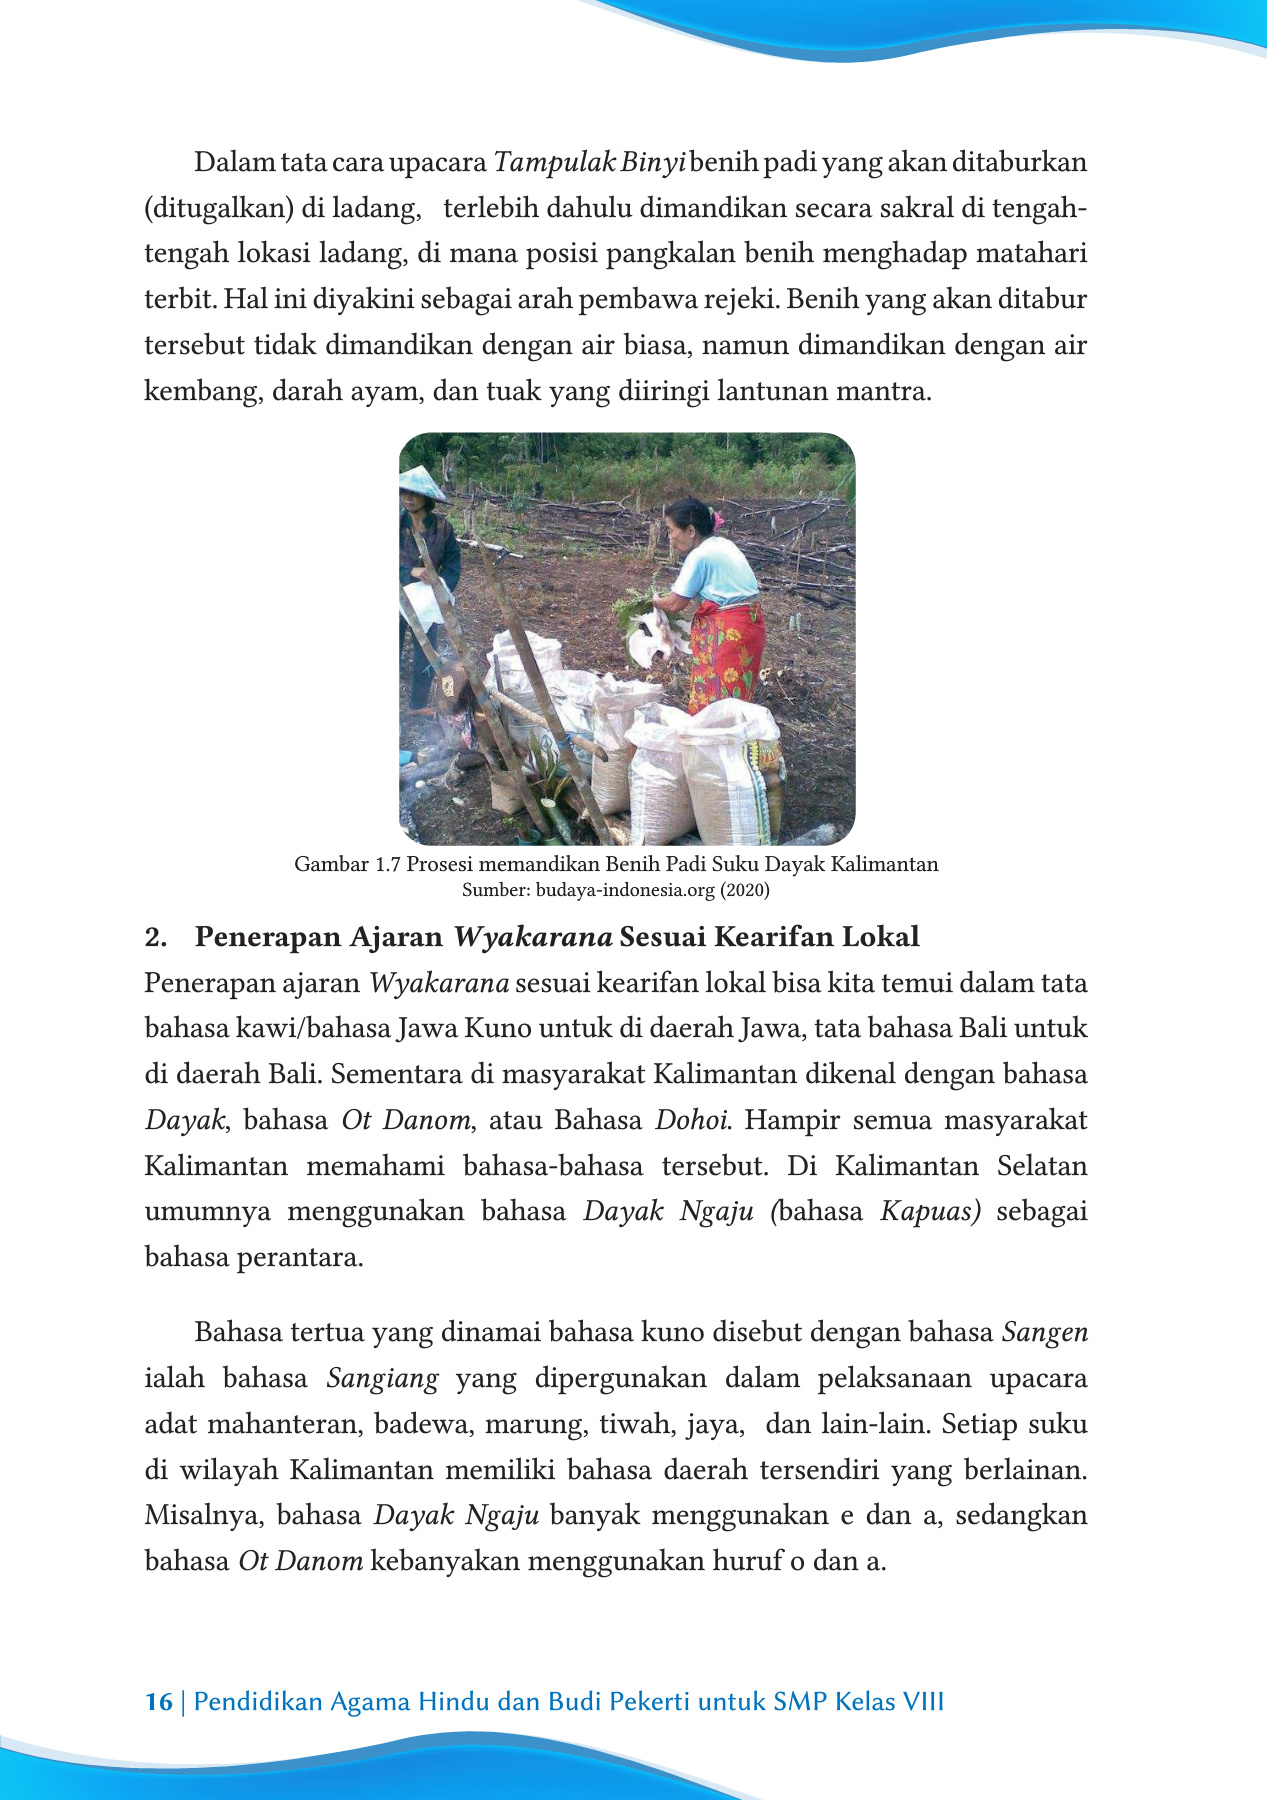 Dalam tata cara upacara Tampulak Binyi benih padi yang akan ditaburkan
(ditugalkan) di ladang, terlebih dahulu dimandikan secara sakral di tengah-
tengah lokasi ladang, di mana posisi pangkalan benih menghadap matahari
terbit. Hal ini diyakini sebagai arah pembawa rejeki. Benih yang akan ditabur
tersebut tidak dimandikan dengan air biasa, namun dimandikan dengan air
kembang, darah ayam, dan tuak yang diiringi lantunan mantra.
Gambar 1.7 Prosesi memandikan Benih Padi Suku Dayak Kalimantan
Sumber: budaya-indonesia.org (2020)
2. Penerapan Ajaran Wyakarana Sesuai Kearifan Lokal
Penerapan ajaran Wyakarana sesuai kearifan lokal bisa kita temui dalam tata
bahasa kawi/bahasa Jawa Kuno untuk di daerah Jawa, tata bahasa Bali untuk
di daerah Bali. Sementara di masyarakat Kalimantan dikenal dengan bahasa
Dayak, bahasa Ot Danom, atau Bahasa Dohoi. Hampir semua masyarakat
Kalimantan memahami bahasa-bahasa tersebut. Di Kalimantan Selatan
umumnya menggunakan bahasa Dayak Ngaju (bahasa Kapuas) sebagai
bahasa perantara.
Bahasa tertua yang dinamai bahasa kuno disebut dengan bahasa Sangen
ialah bahasa Sangiang yang dipergunakan dalam pelaksanaan upacara
adat mahanteran, badewa, marung, tiwah, jaya, dan lain-lain. Setiap suku
di wilayah Kalimantan memiliki bahasa daerah tersendiri yang berlainan.
Misalnya, bahasa Dayak Ngaju banyak menggunakan e dan a, sedangkan
bahasa Ot Danom kebanyakan menggunakan huruf o dan a.
16 | Pendidikan Agama Hindu dan Budi Pekerti untuk SMP Kelas VIII